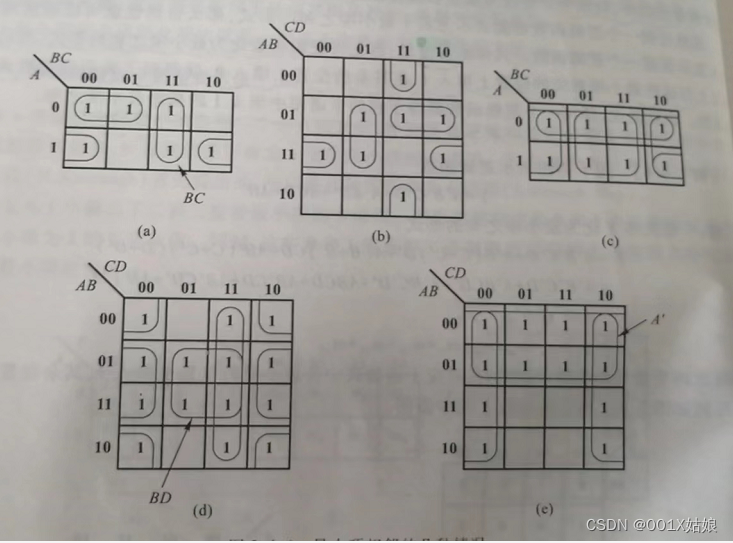 BC
A
00 01 11 10
0 1 1 1
1 1 1 1
BC
(a)
CD
AB
00 01 11 10
00 1
01 1 1 1
11 1 1 1
10 1
(b)
BC
A
00 01 11 10
0 1 1 1 1
1 1 1 1 1
(c)
CD
AB
00 01 11 10
00 1 1 1
01 1 1 1 1
11 1 1 1 1
10 1 1 1
BD
(d)
CD
AB
00 01 11 10
00 1 1 1 1
01 1 1 1 1
11 1 1
10 1 1
A'
(e)
CSDN @001X姑娘